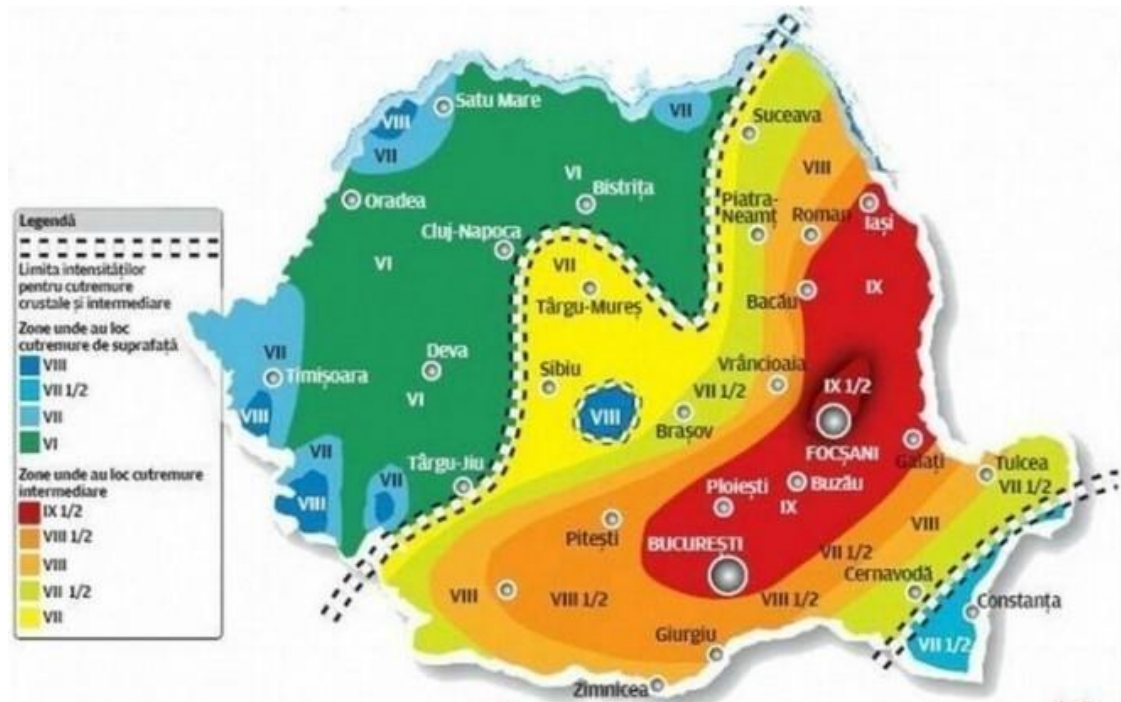 Legendă
Limita intensităților
pentru cutremure
crustale și intermediare
Zone unde au loc
cutremure de suprafață
VIII
VII 1/2
VII
VI
Zone unde au loc cutremure
intermediare
IX 1/2
VIII 1/2
VIII
VII 1/2
VII
Satu Mare
VIII
VII
VII
Suceava
VIII
VI
Bistrița
Oradea
Piatra-
Neamț
Roman
Iași
Cluj-Napoca
VI
VII
Târgu-Mureș
Bacău
IX
VII
Timișoara
Deva
VI
Sibiu
Vrâncioaia
VII 1/2
IX 1/2
VIII
VIII
Brașov
FOCȘANI
Galați
VII
Târgu-Jiu
Tulcea
VII 1/2
VIII
VII
Ploiești
Buzău
IX
Pitești
VIII
BUCUREȘTI
VII 1/2
Cernavodă
VIII
VIII 1/2
VIII 1/2
Constanța
Giurgiu
VII 1/2
Zimnicea